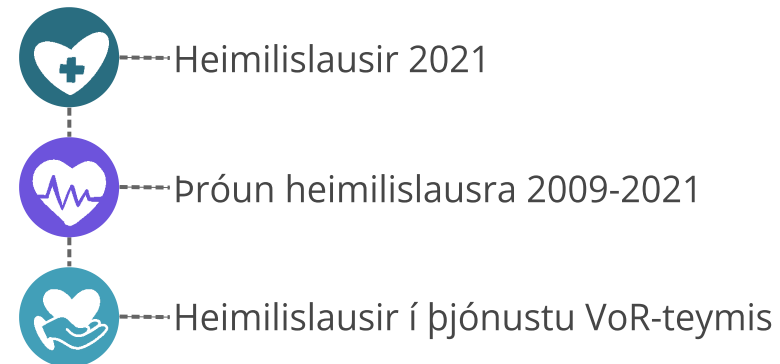 Heimilislausir 2021
Þróun heimilislausra 2009-2021
Heimilislausir í þjónustu VoR-teymis